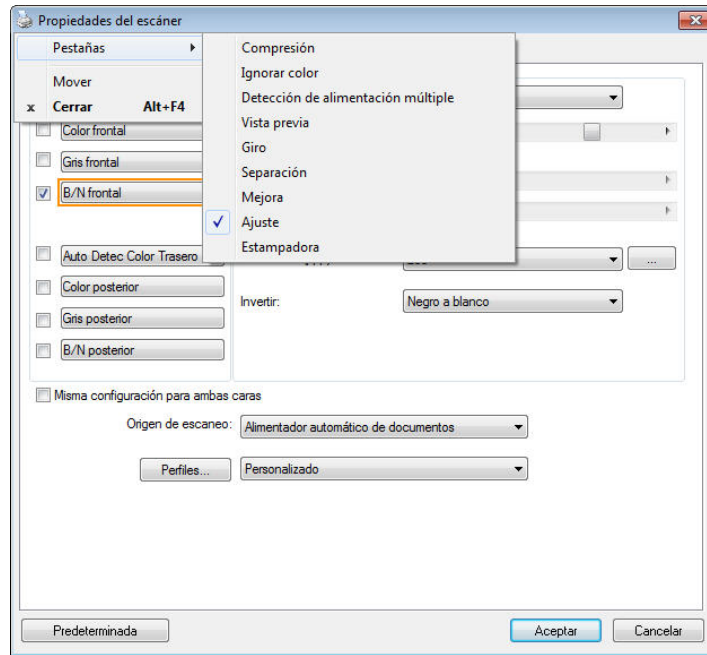 Propiedades del escáner
Pestañas
Mover
x Cerrar Alt+F4
Compresión
Ignorar color
Detección de alimentación múltiple
Vista previa
Giro
Separación
Mejora
Ajuste
Estampadora
Color frontal
Gris frontal
B/N frontal
Auto Detec Color Trasero
Color posterior
Gris posterior
B/N posterior
...
Invertir: Negro a blanco
Misma configuración para ambas caras
Origen de escaneo: Alimentador automático de documentos
Perfiles... Personalizado
Predeterminada Aceptar Cancelar